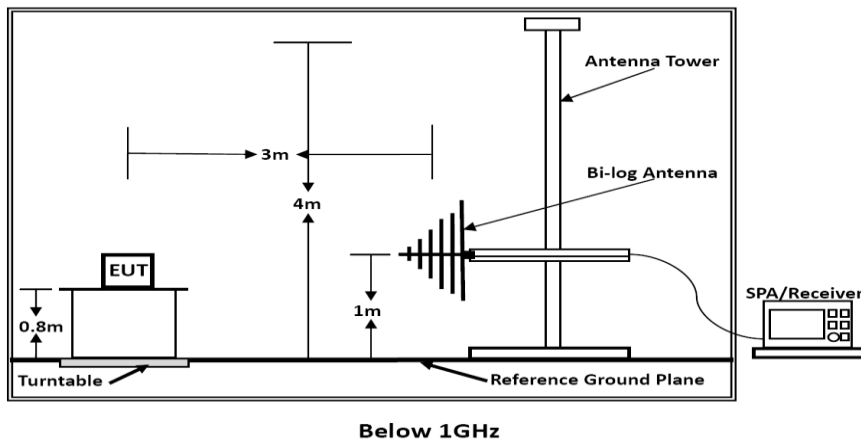 Antenna Tower
3m
Bi-log Antenna
4m
EUT
SPA/Receiver
1m
0.8m
Turntable
Reference Ground Plane
Below 1GHz